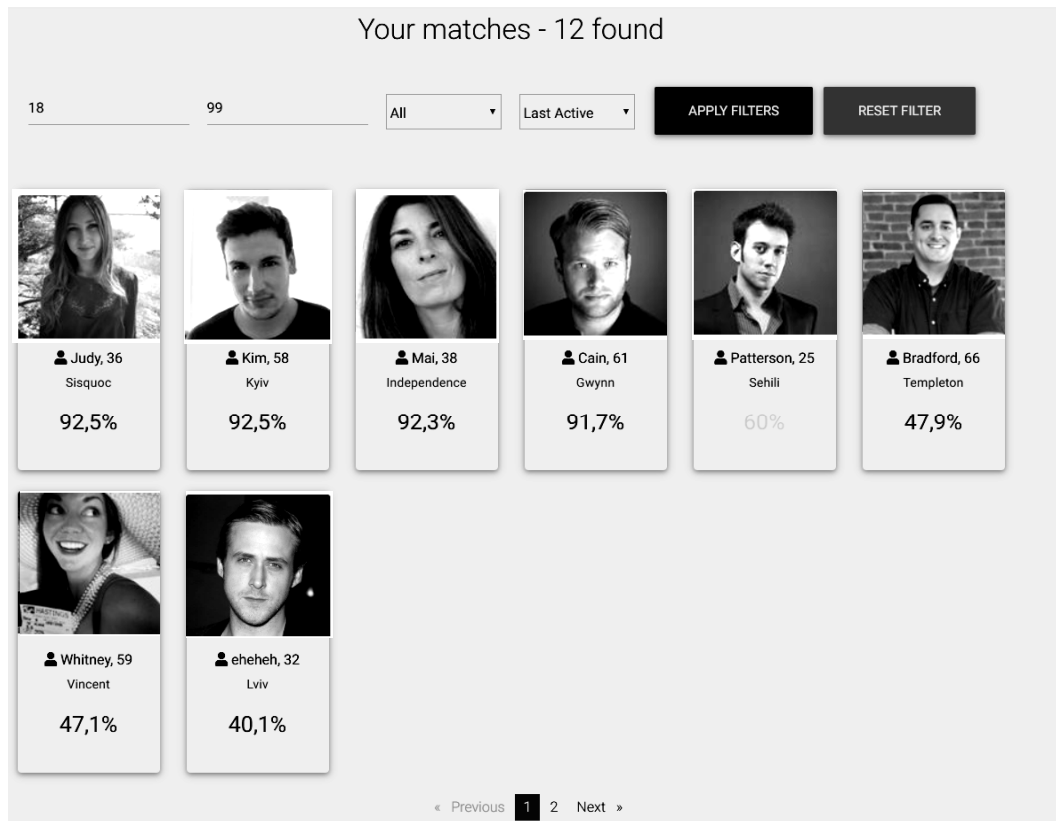 Your matches - 12 found
18 99 All Last Active APPLY FILTERS RESET FILTER
Judy, 36
Sisquoc
92,5%
Kim, 58
Kyiv
92,5%
Mai, 38
Independence
92,3%
Cain, 61
Gwynn
91,7%
Patterson, 25
Sehili
60%
Bradford, 66
Templeton
47,9%
HASTINGS
Whitney, 59
Vincent
47,1%
eheheh, 32
Lviv
40,1%
« Previous 1 2 Next »